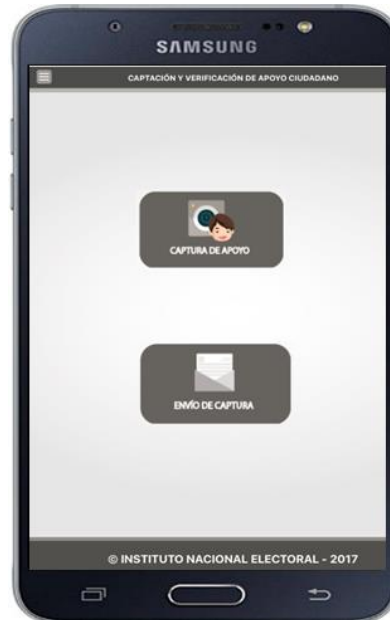 SAMSUNG
CAPTACIÓN Y VERIFICACIÓN DE APOYO CIUDADANO
CAPTURA DE APOYO
ENVÍO DE CAPTURA
© INSTITUTO NACIONAL ELECTORAL - 2017